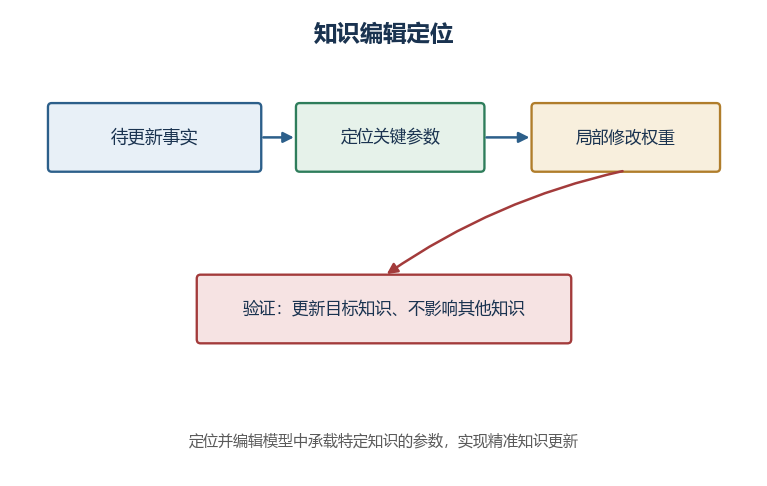 知识编辑定位
待更新事实
定位关键参数
局部修改权重
验证：更新目标知识、不影响其他知识
定位并编辑模型中承载特定知识的参数，实现精准知识更新